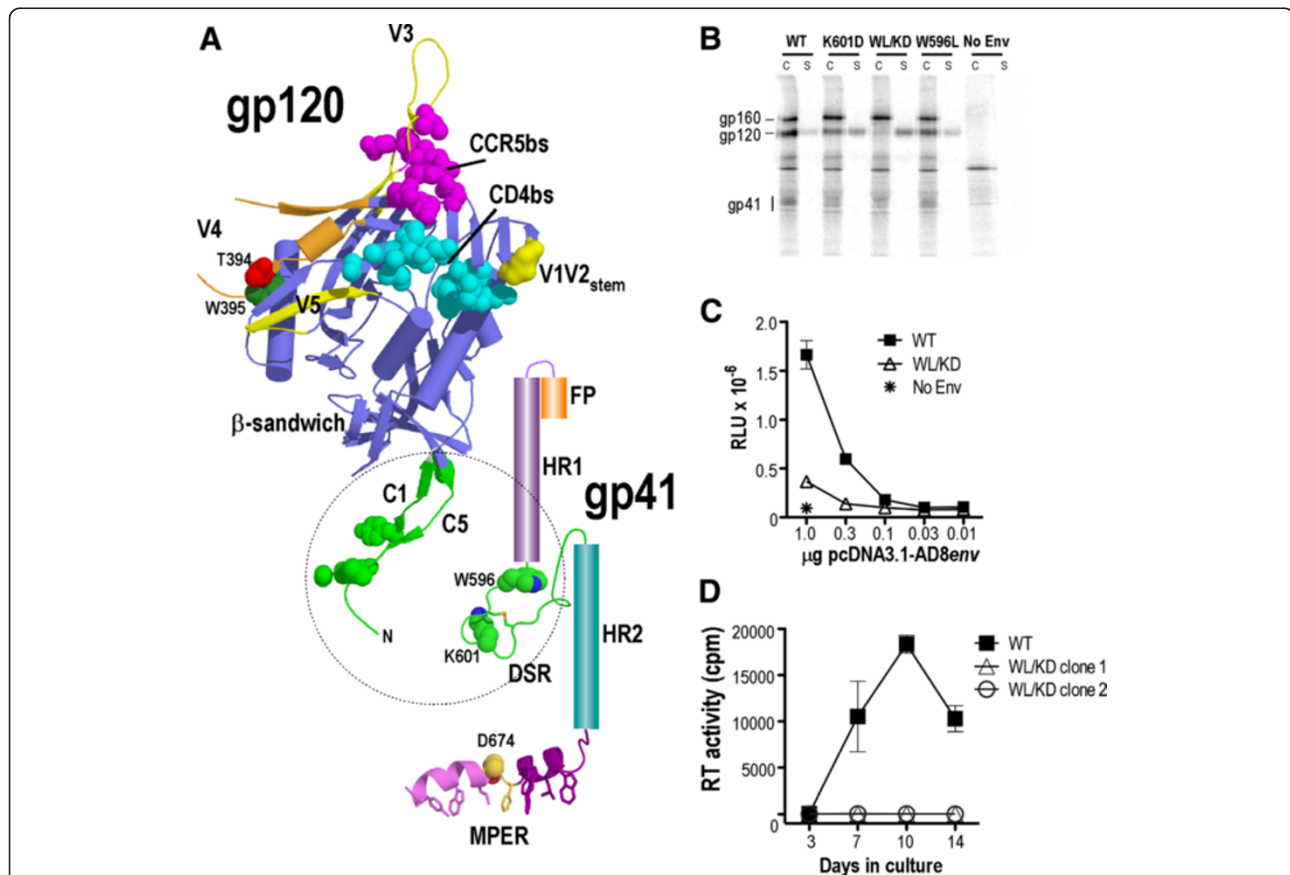 A
V3
gp120
CCR5bs
CD4bs
V4
T394
W395
V5
V1V2stem
β-sandwich
FP
HR1
gp41
C1
C5
W596
N
K601
DSR
HR2
D674
MPER
B
WT K601D WL/KD W596L No Env
C S C S C S C S C S
gp160
gp120
gp41
C
RLU x 10-6
2.0
1.5
1.0
0.5
0
1.0 0.3 0.1 0.03 0.01
µg pcDNA3.1-AD8env
WT
WL/KD
No Env
D
RT activity (cpm)
20000
15000
10000
5000
0
3 7 10 14
Days in culture
WT
WL/KD clone 1
WL/KD clone 2